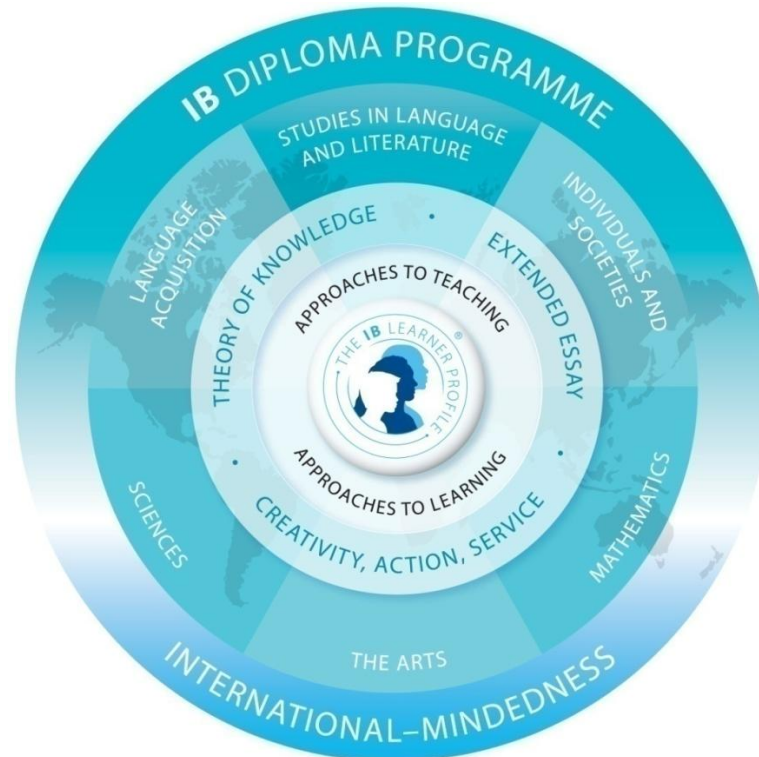 IB DIPLOMA PROGRAMME
STUDIES IN LANGUAGE
AND LITERATURE
LANGUAGE
ACQUISITION
INDIVIDUALS AND
SOCIETIES
THEORY OF KNOWLEDGE
·
EXTENDED ESSAY
·
CREATIVITY, ACTION, SERVICE
·
APPROACHES TO TEACHING
· THE IB LEARNER PROFILE ·
®
APPROACHES TO LEARNING
SCIENCES
MATHEMATICS
THE ARTS
INTERNATIONAL–MINDEDNESS